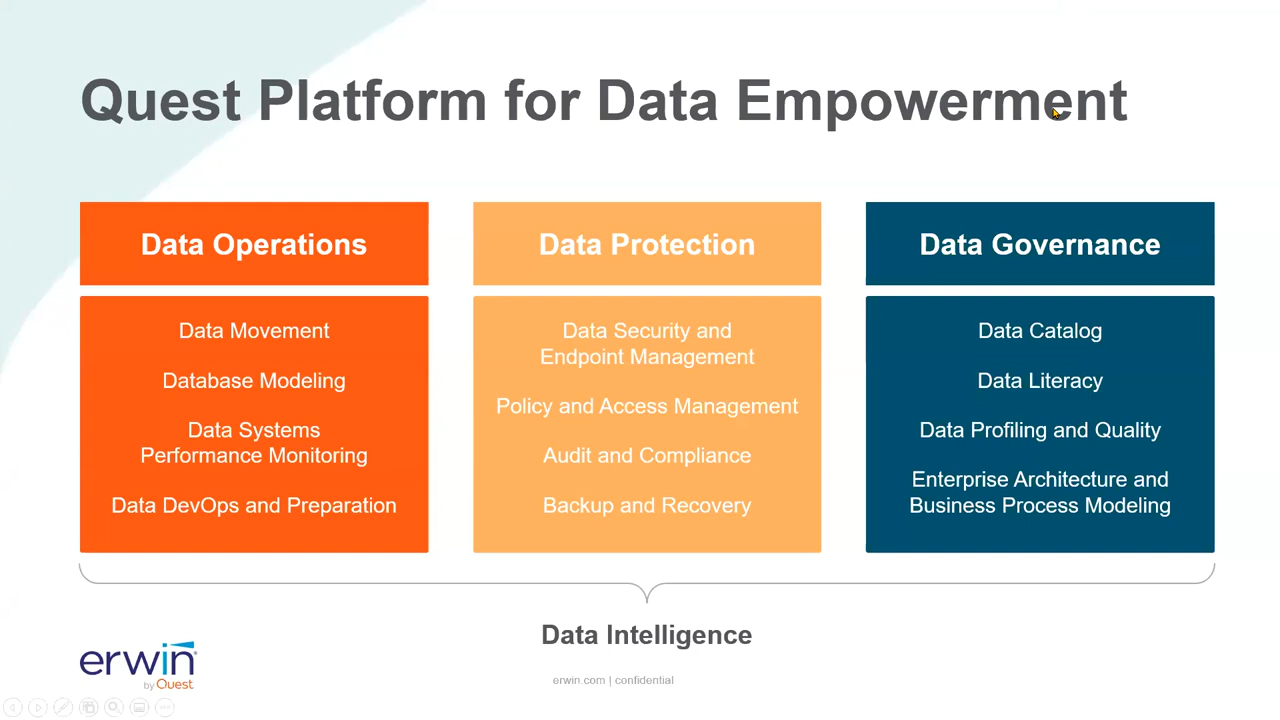 Quest Platform for Data Empowerment
Data Operations
Data Movement
Database Modeling
Data Systems
Performance Monitoring
Data DevOps and Preparation
Data Protection
Data Security and
Endpoint Management
Policy and Access Management
Audit and Compliance
Backup and Recovery
Data Governance
Data Catalog
Data Literacy
Data Profiling and Quality
Enterprise Architecture and
Business Process Modeling
Data Intelligence
erwin®
by Quest
erwin.com | confidential